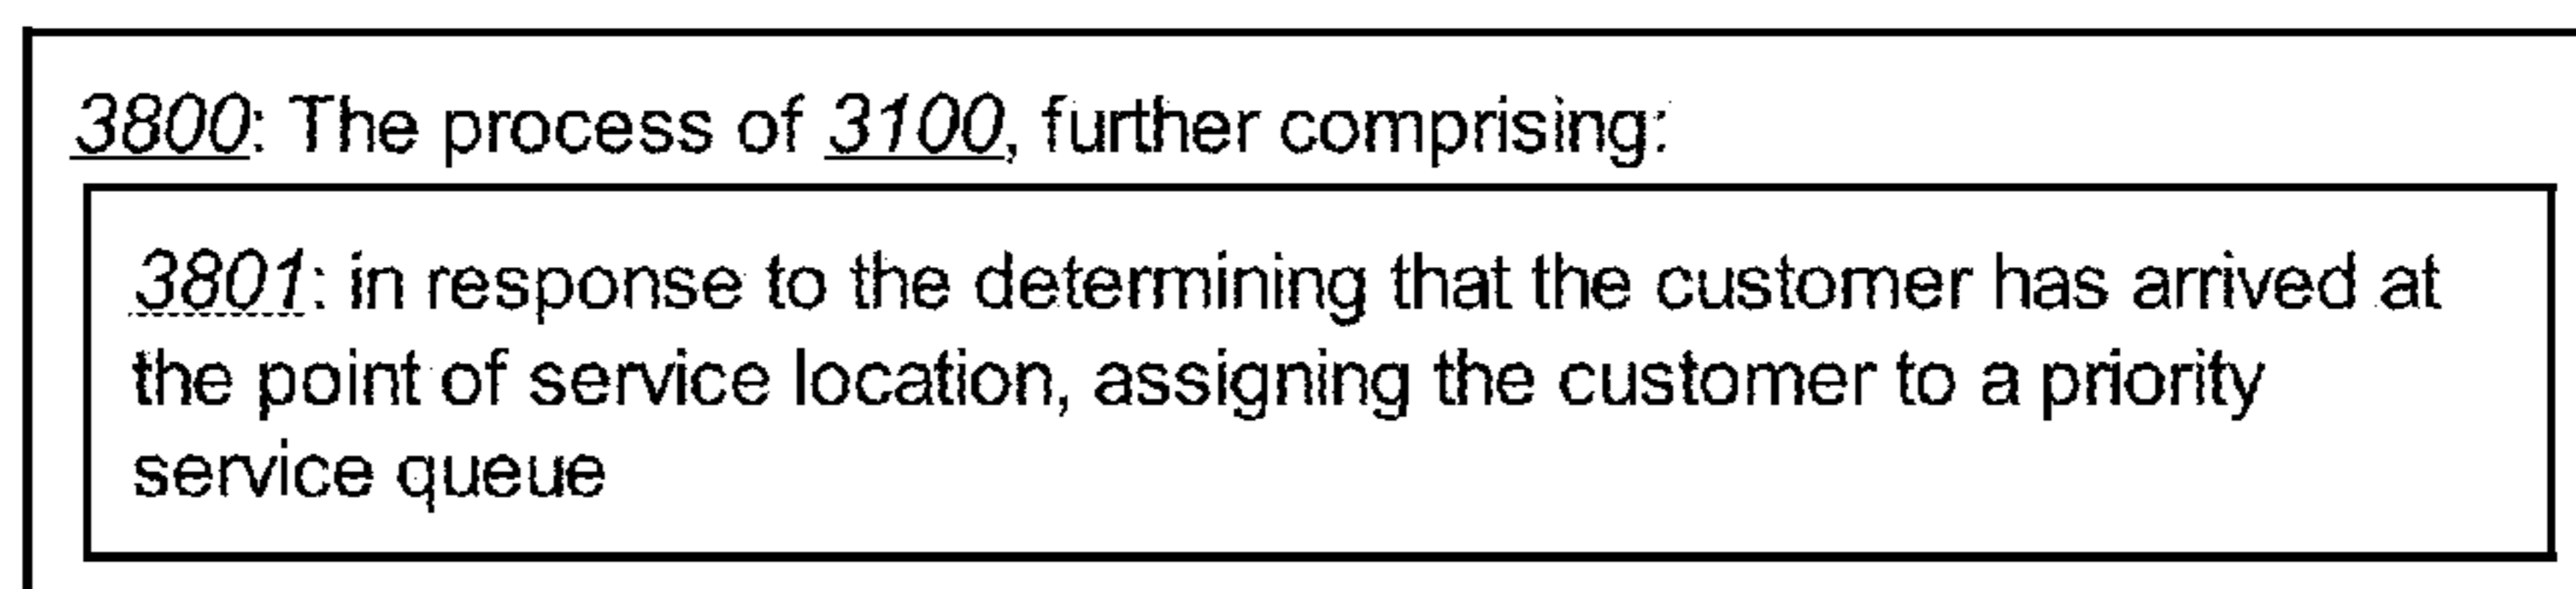 3800: The process of 3100, further comprising:
3801: in response to the determining that the customer has arrived at
the point of service location, assigning the customer to a priority
service queue